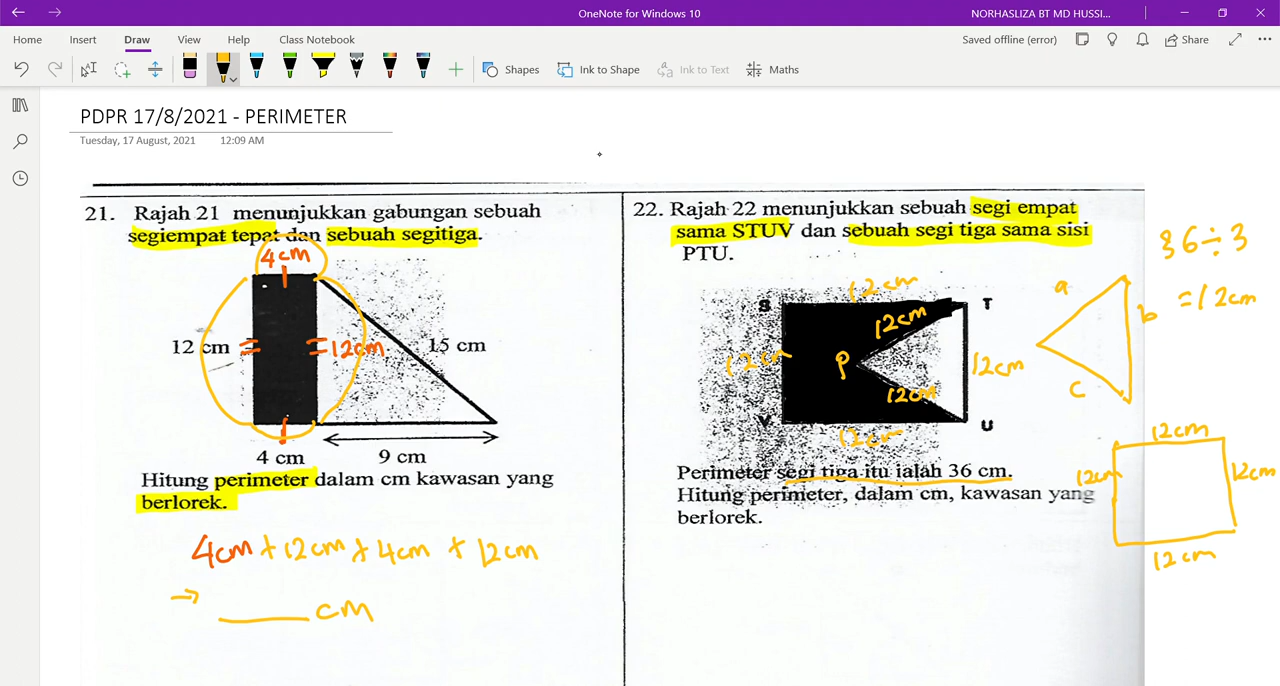 OneNote for Windows 10
NORHASLIZA BT MD HUSSI...
Home Insert Draw View Help Class Notebook
Saved offline (error) Share
Shapes Ink to Shape Ink to Text Maths
PDPR 17/8/2021 - PERIMETER
Tuesday, 17 August, 2021 12:09 AM
21. Rajah 21 menunjukkan gabungan sebuah
segiempat tepat dan sebuah segitiga.
4cm
12 cm
12cm
15 cm
4 cm
9 cm
Hitung perimeter dalam cm kawasan yang
berlorek.
4cm + 12cm + 4cm + 12cm
→ ____ cm
22. Rajah 22 menunjukkan sebuah segi empat
sama STUV dan sebuah segi tiga sama sisi
PTU.
12cm
S
T
12cm
12cm
P
12cm
12cm
V
U
12cm
Perimeter segi tiga itu ialah 36 cm.
Hitung perimeter, dalam cm, kawasan yang
berlorek.
36 ÷ 3
= 12cm
a
b
c
12cm
12cm
12cm
12cm